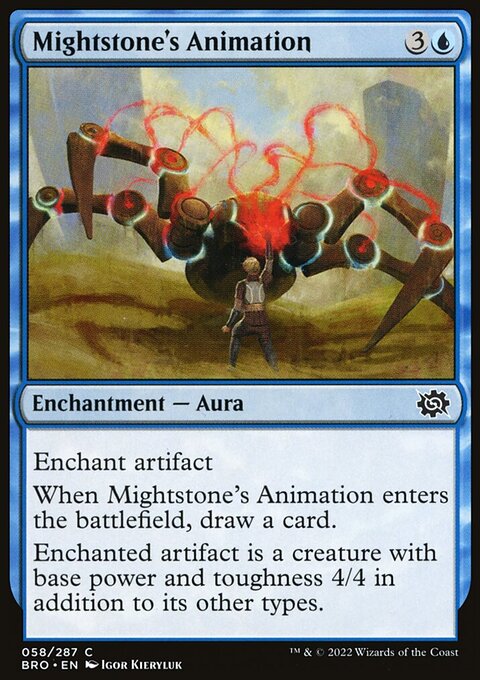 Mightstone's Animation 3
Enchantment — Aura
Enchant artifact
When Mightstone's Animation enters
the battlefield, draw a card.
Enchanted artifact is a creature with
base power and toughness 4/4 in
addition to its other types.
058/287 C
BRO • EN Igor Kieryluk
™ & © 2022 Wizards of the Coast